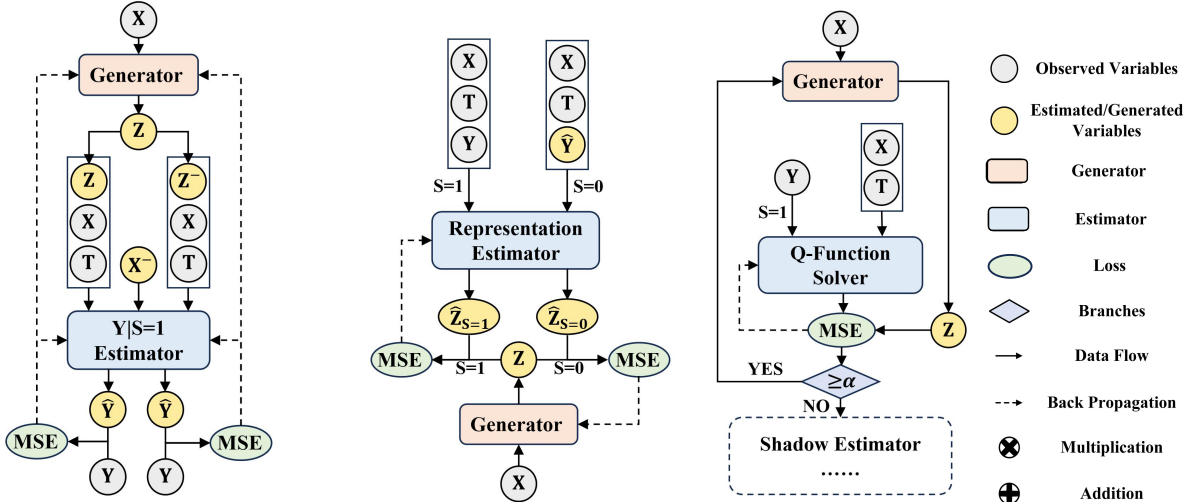 X
Generator
Z
Z
X
T
X⁻
Z⁻
X
T
Y|S=1
Estimator
Ŷ
Ŷ
MSE
MSE
Y
Y
X
T
Y
X
T
Ŷ
S=1
S=0
Representation
Estimator
Ẑ_{S=1}
Ẑ_{S=0}
MSE
Z
MSE
S=1
S=0
Generator
X
X
Generator
X
T
Y
S=1
Q-Function
Solver
MSE
Z
YES
≥α
NO
Shadow Estimator
......
Observed Variables
Estimated/Generated
Variables
Generator
Estimator
Loss
Branches
Data Flow
Back Propagation
Multiplication
Addition